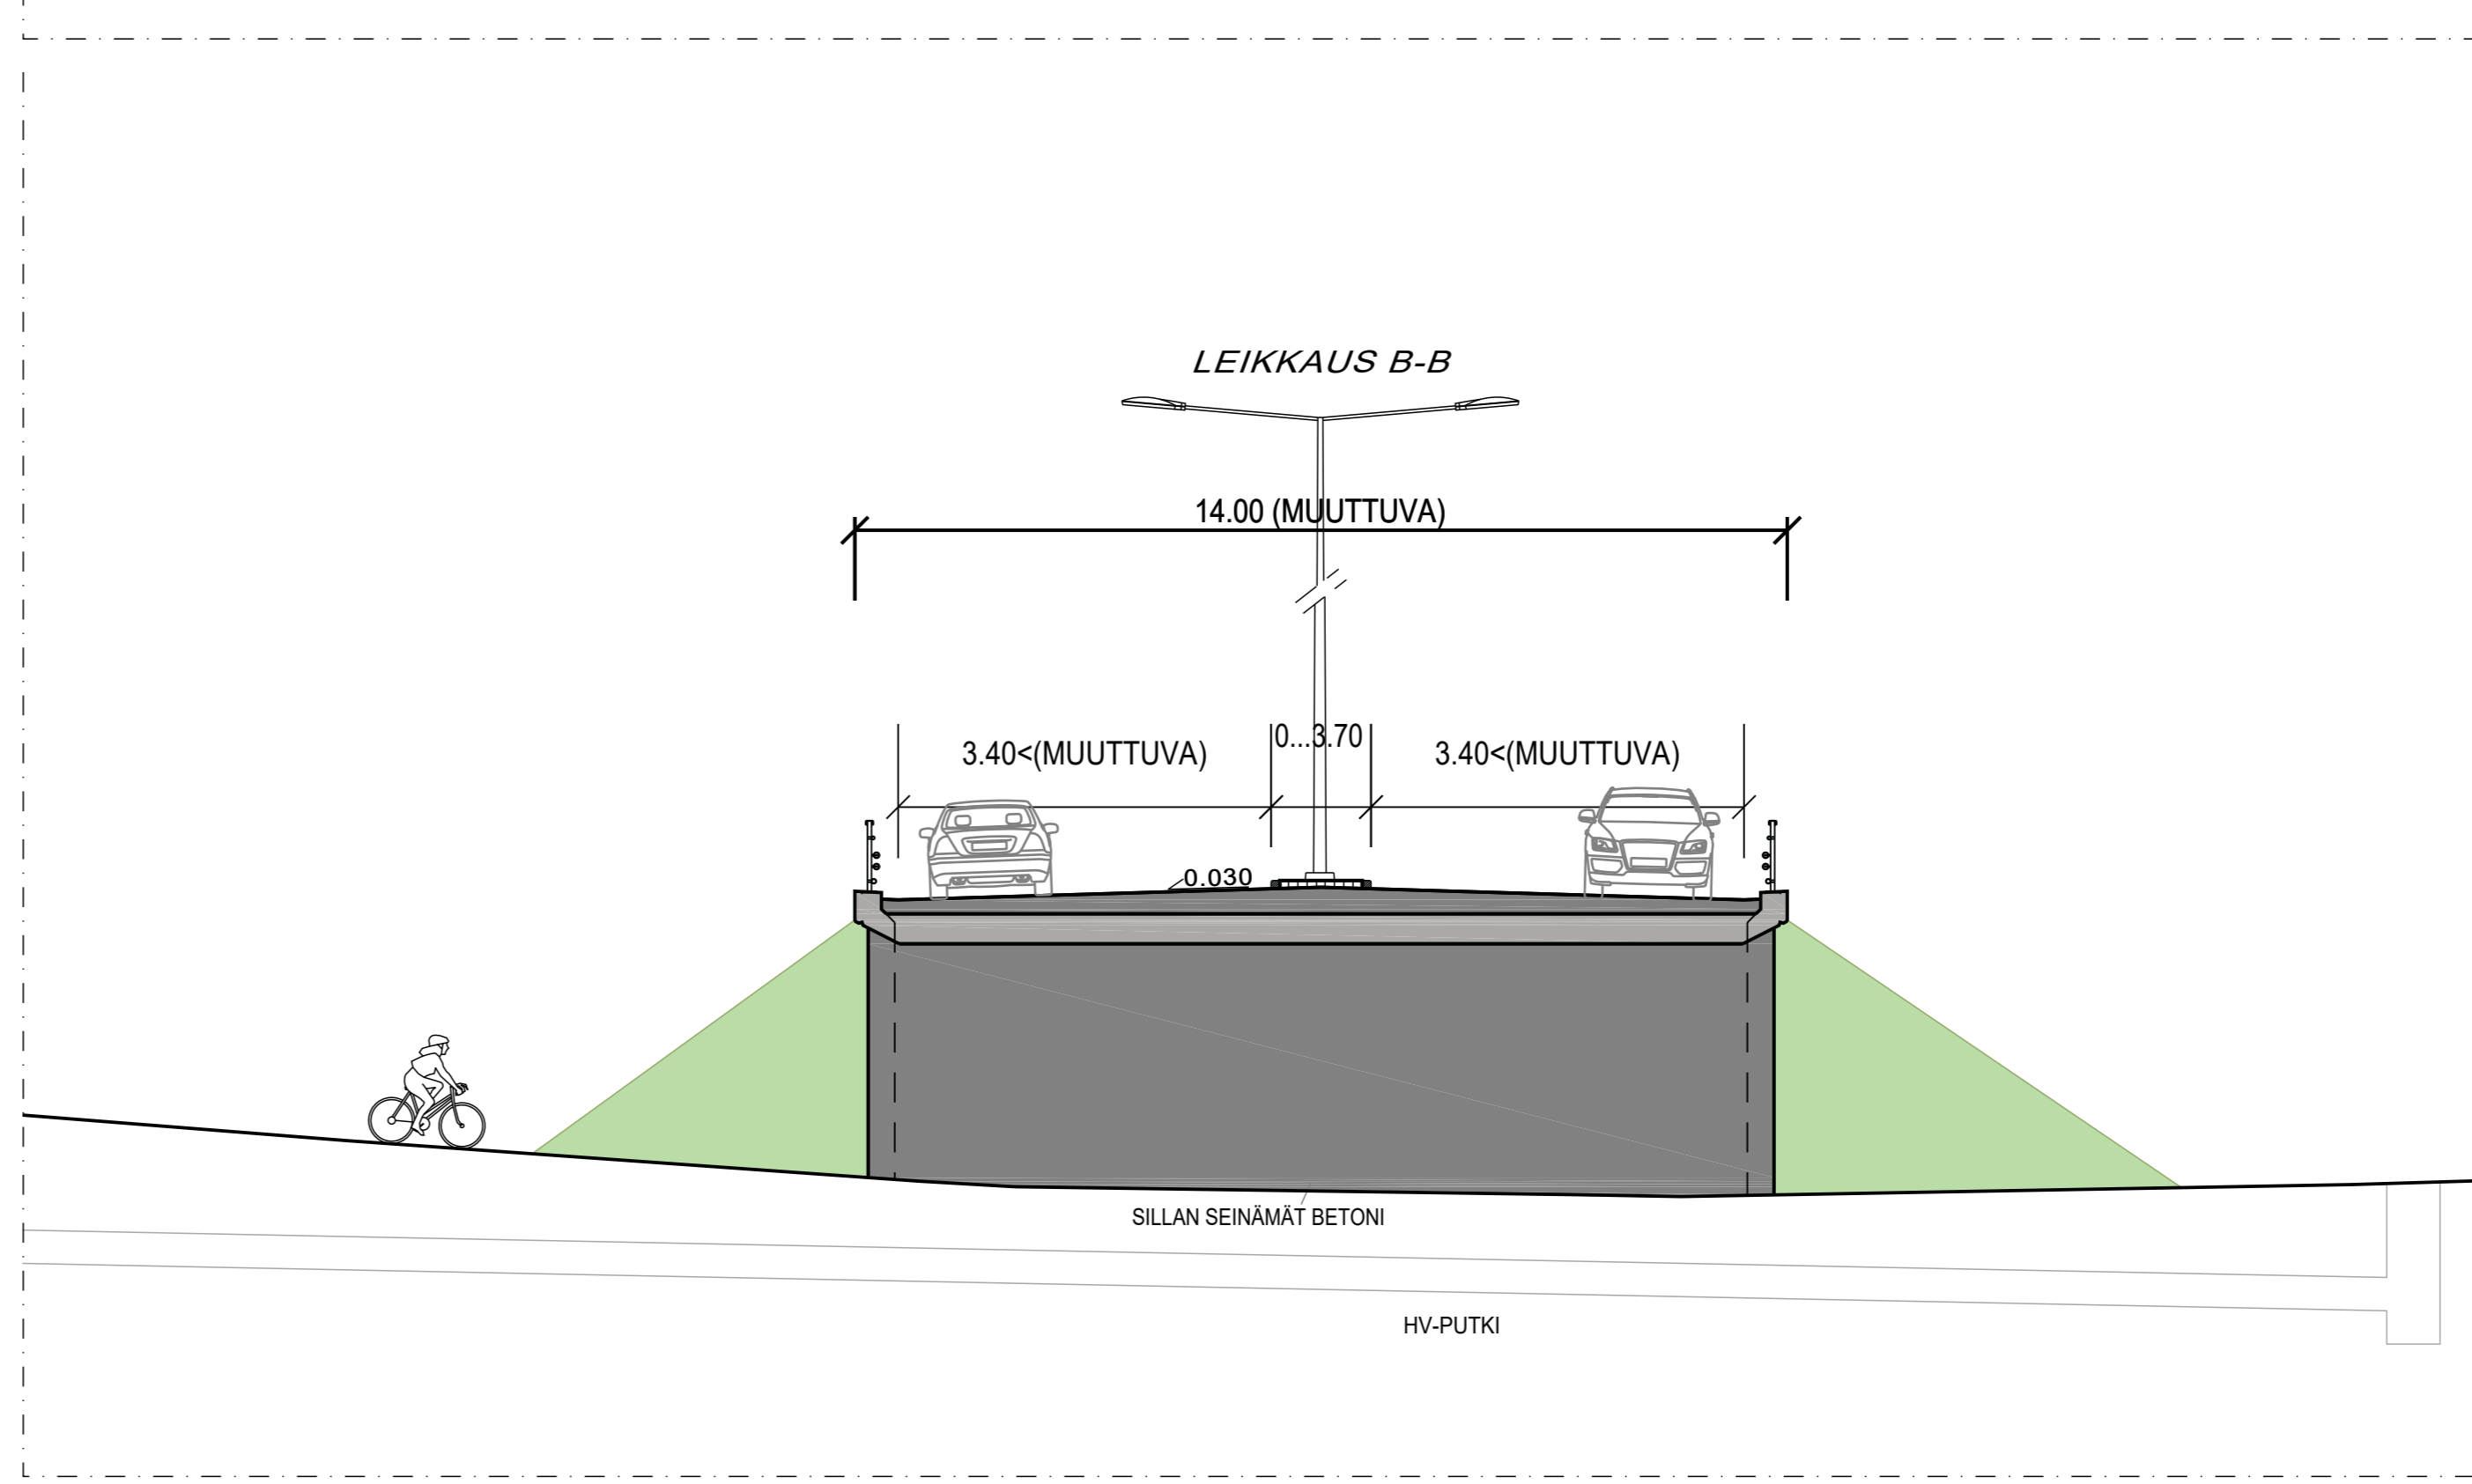 LEIKKAUS B-B
14.00 (MUUTTUVA)
0...3.70
3.40<(MUUTTUVA)
3.40<(MUUTTUVA)
0.030
SILLAN SEINÄMÄT BETONI
HV-PUTKI